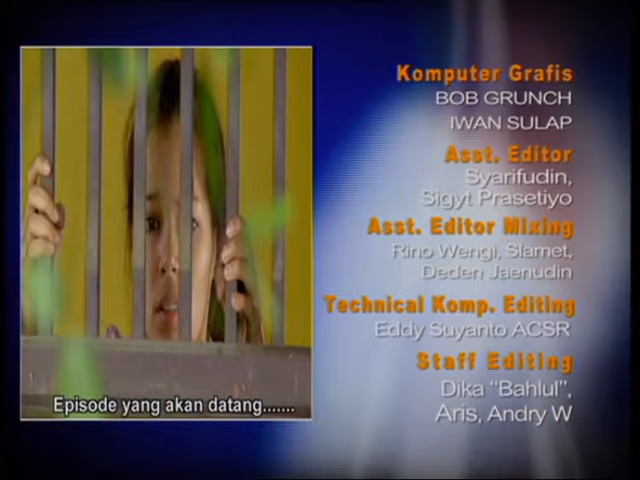 Komputer Grafis
BOB GRUNCH
IWAN SULAP
Asst. Editor
Syarifudin,
Sigyt Prasetiyo
Asst. Editor Mixing
Rino Wengi, Slamet,
Deden Jaenudin
Technical Komp. Editing
Eddy Suyanto ACSR
Staff Editing
Dika “Bahlul”,
Aris, Andry W
Episode yang akan datang.......